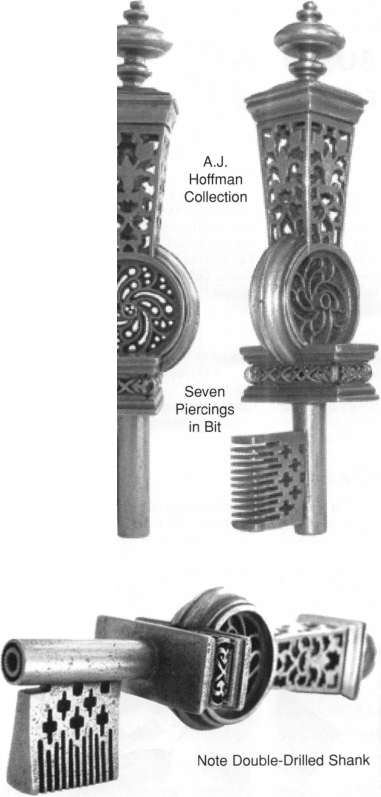 A.J.
Hoffman
Collection
Seven
Piercings
in Bit
Note Double-Drilled Shank